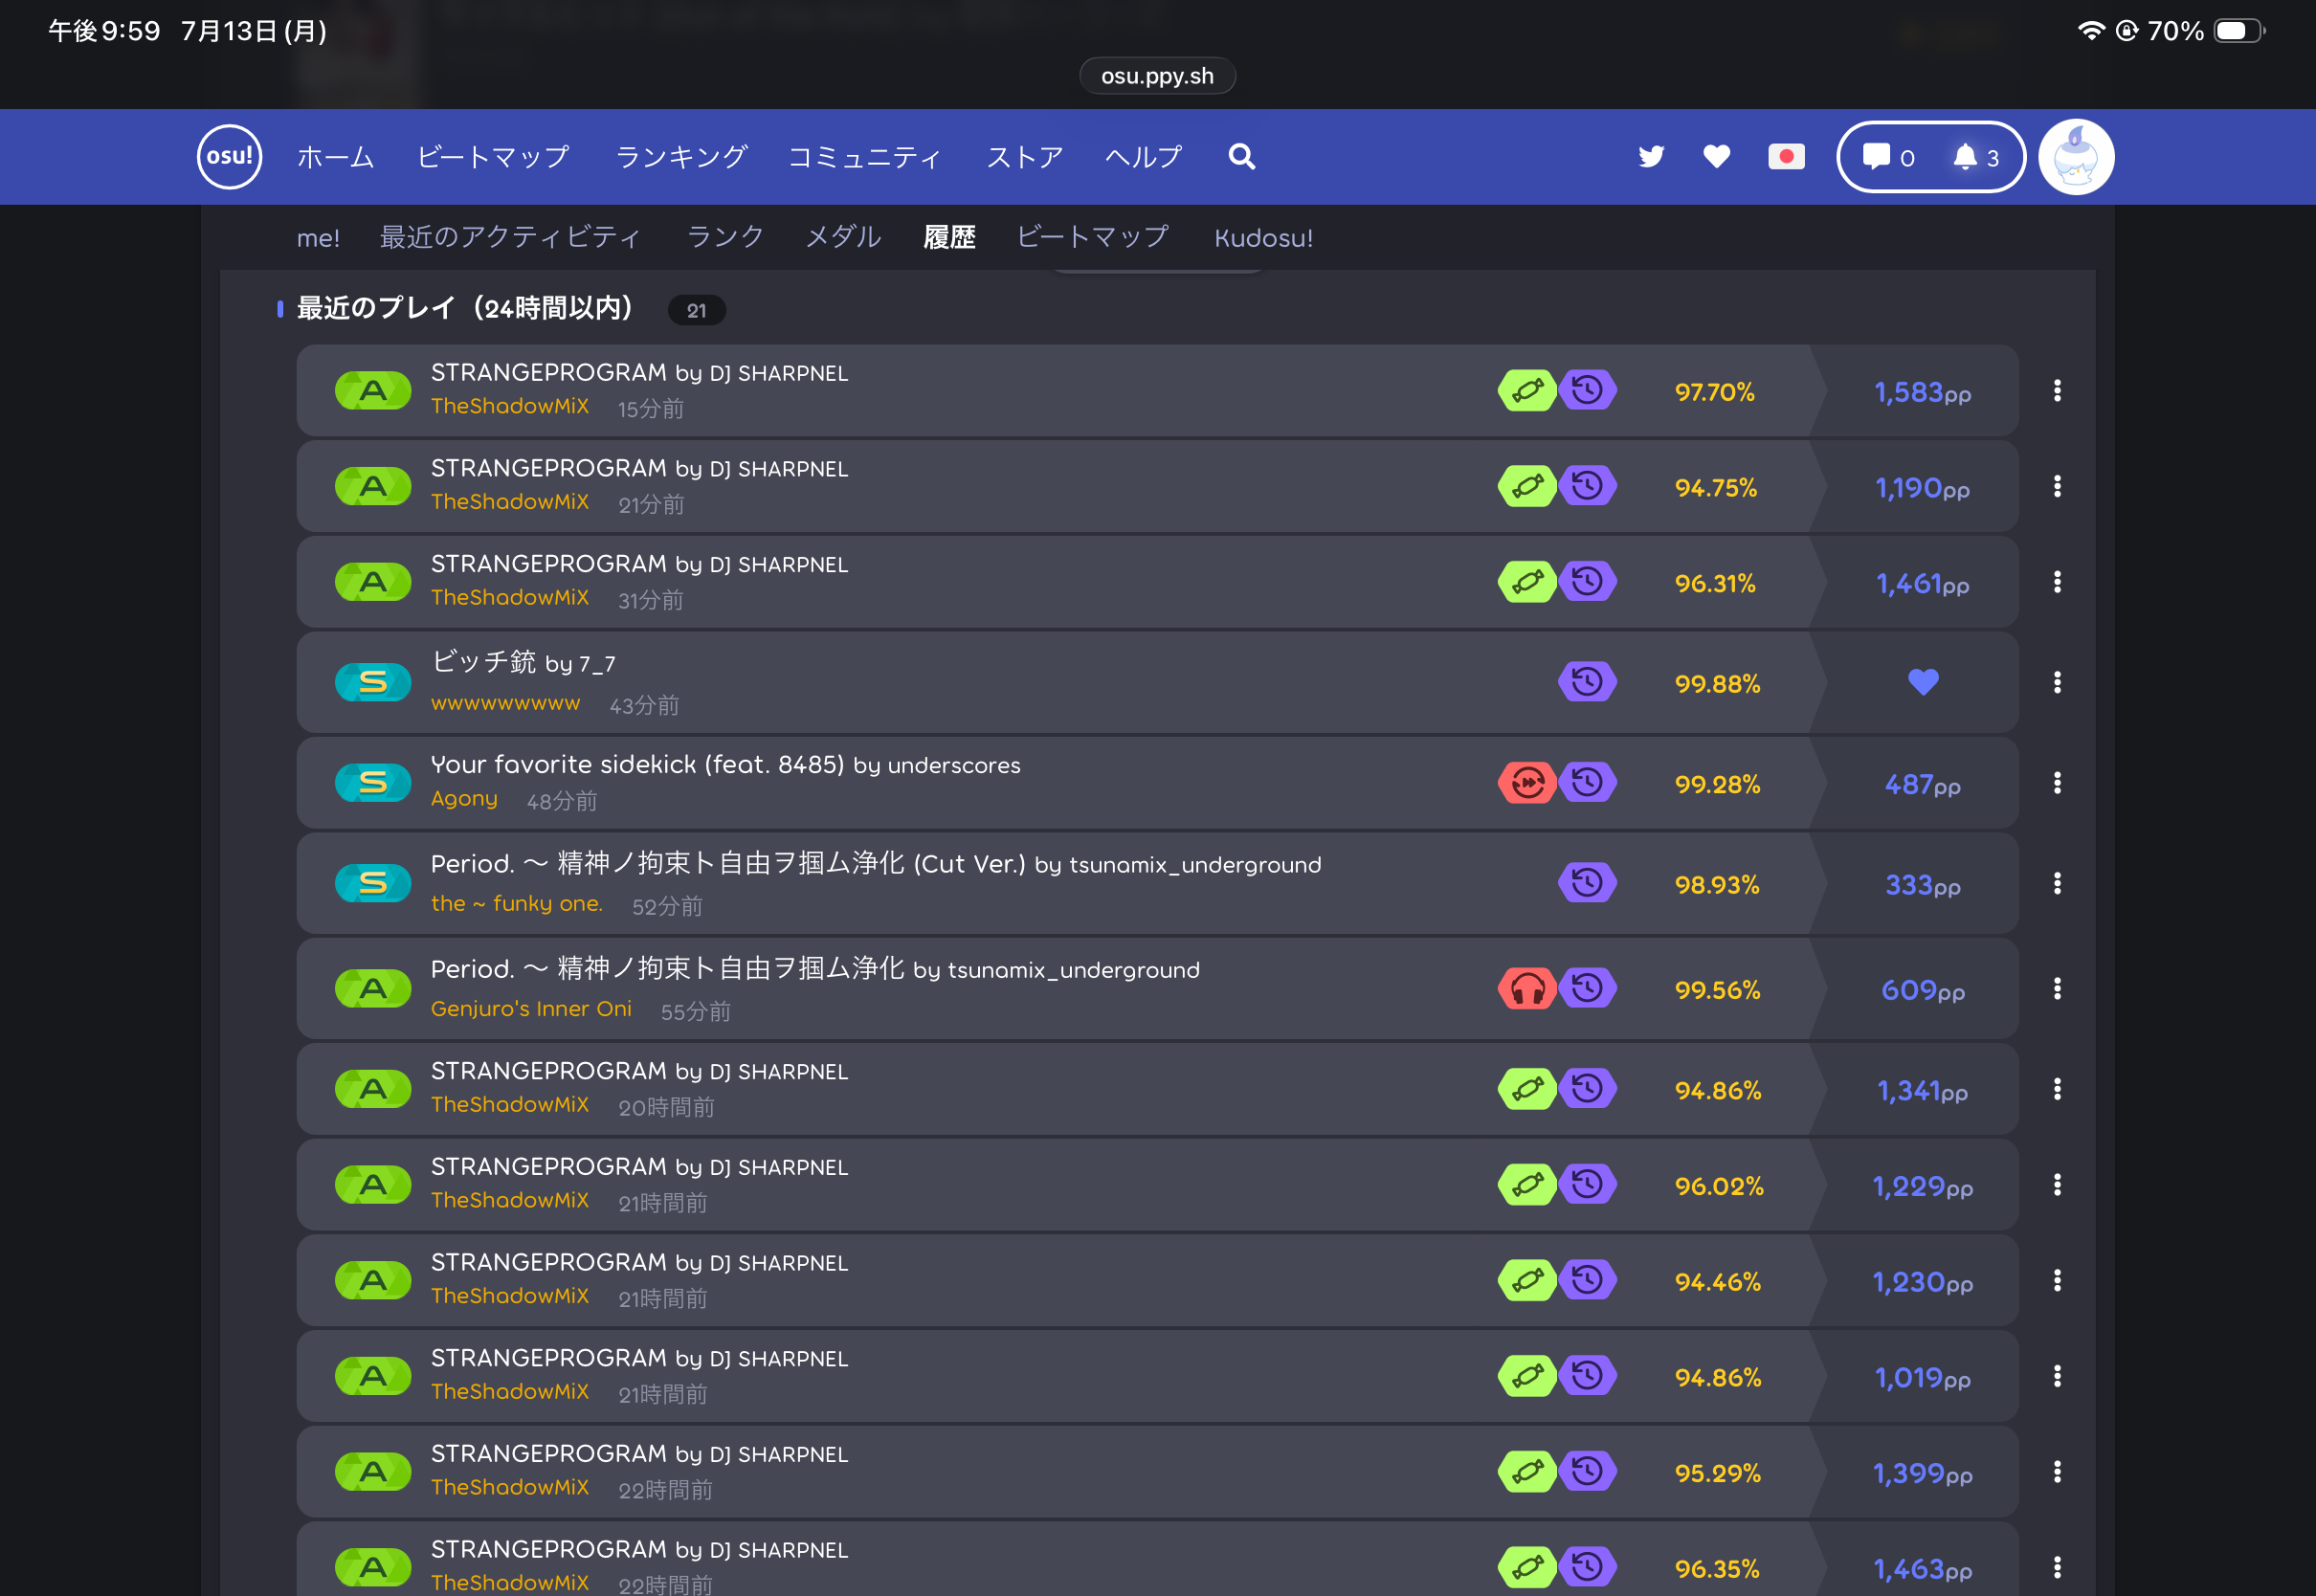 午後9:59 7月13日(月)
70%
osu.ppy.sh
osu! ホーム ビートマップ ランキング コミュニティ ストア ヘルプ 0 3
me! 最近のアクティビティ ランク メダル 履歴 ビートマップ Kudosu!
最近のプレイ（24時間以内） 21
A STRANGEPROGRAM by DJ SHARPNEL 97.70% 1,583pp
TheShadowMiX 15分前
A STRANGEPROGRAM by DJ SHARPNEL 94.75% 1,190pp
TheShadowMiX 21分前
A STRANGEPROGRAM by DJ SHARPNEL 96.31% 1,461pp
TheShadowMiX 31分前
S ビッチ銃 by 7_7 99.88%
wwwwwwwww 43分前
S Your favorite sidekick (feat. 8485) by underscores 99.28% 487pp
Agony 48分前
S Period. 〜 精神ノ拘束ト自由ヲ掴ム浄化 (Cut Ver.) by tsunamix_underground 98.93% 333pp
the ~ funky one. 52分前
A Period. 〜 精神ノ拘束ト自由ヲ掴ム浄化 by tsunamix_underground 99.56% 609pp
Genjuro's Inner Oni 55分前
A STRANGEPROGRAM by DJ SHARPNEL 94.86% 1,341pp
TheShadowMiX 20時間前
A STRANGEPROGRAM by DJ SHARPNEL 96.02% 1,229pp
TheShadowMiX 21時間前
A STRANGEPROGRAM by DJ SHARPNEL 94.46% 1,230pp
TheShadowMiX 21時間前
A STRANGEPROGRAM by DJ SHARPNEL 94.86% 1,019pp
TheShadowMiX 21時間前
A STRANGEPROGRAM by DJ SHARPNEL 95.29% 1,399pp
TheShadowMiX 22時間前
A STRANGEPROGRAM by DJ SHARPNEL 96.35% 1,463pp
TheShadowMiX 22時間前